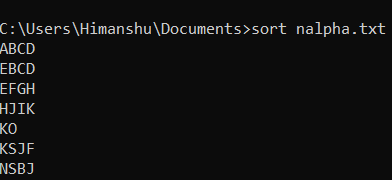 C:\Users\Himanshu\Documents>sort nalpha.txt
ABCD
EBCD
EFGH
HJIK
KO
KSJF
NSBJ